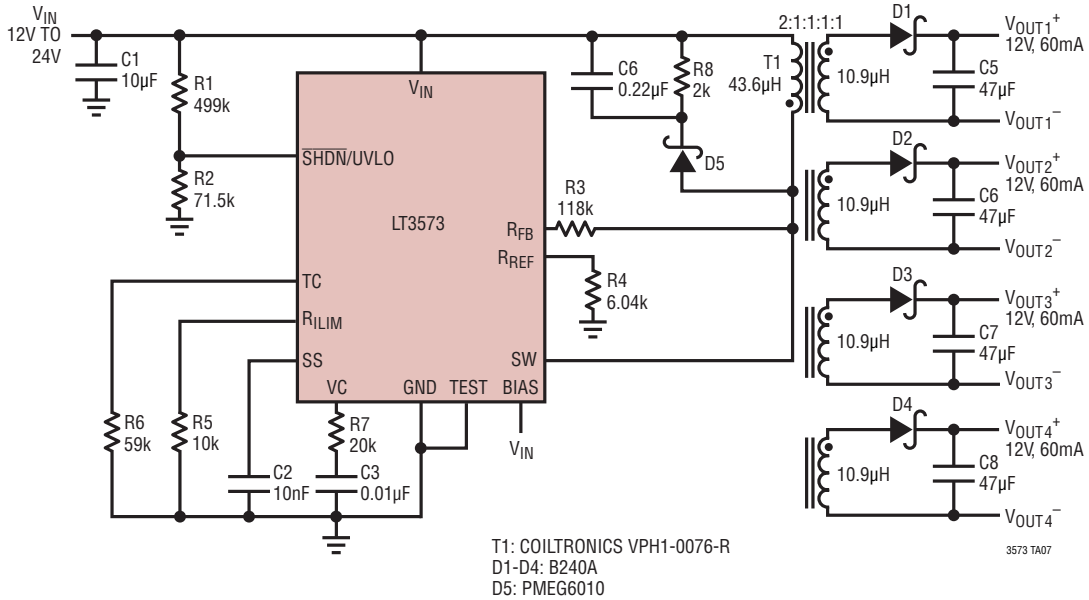 VIN
12V TO
24V
C1
10µF
R1
499k
R2
71.5k
VIN
SHDN/UVLO
LT3573
TC
RILIM
SS
VC
GND
TEST
BIAS
RFB
RREF
SW
VIN
R3
118k
R4
6.04k
R6
59k
R5
10k
C2
10nF
R7
20k
C3
0.01µF
C6
0.22µF
R8
2k
D5
2:1:1:1:1
T1
43.6µH
10.9µH
D1
C5
47µF
VOUT1+
12V, 60mA
VOUT1–
10.9µH
D2
C6
47µF
VOUT2+
12V, 60mA
VOUT2–
10.9µH
D3
C7
47µF
VOUT3+
12V, 60mA
VOUT3–
10.9µH
D4
C8
47µF
VOUT4+
12V, 60mA
VOUT4–
T1: COILTRONICS VPH1-0076-R
D1-D4: B240A
D5: PMEG6010
3573 TA07